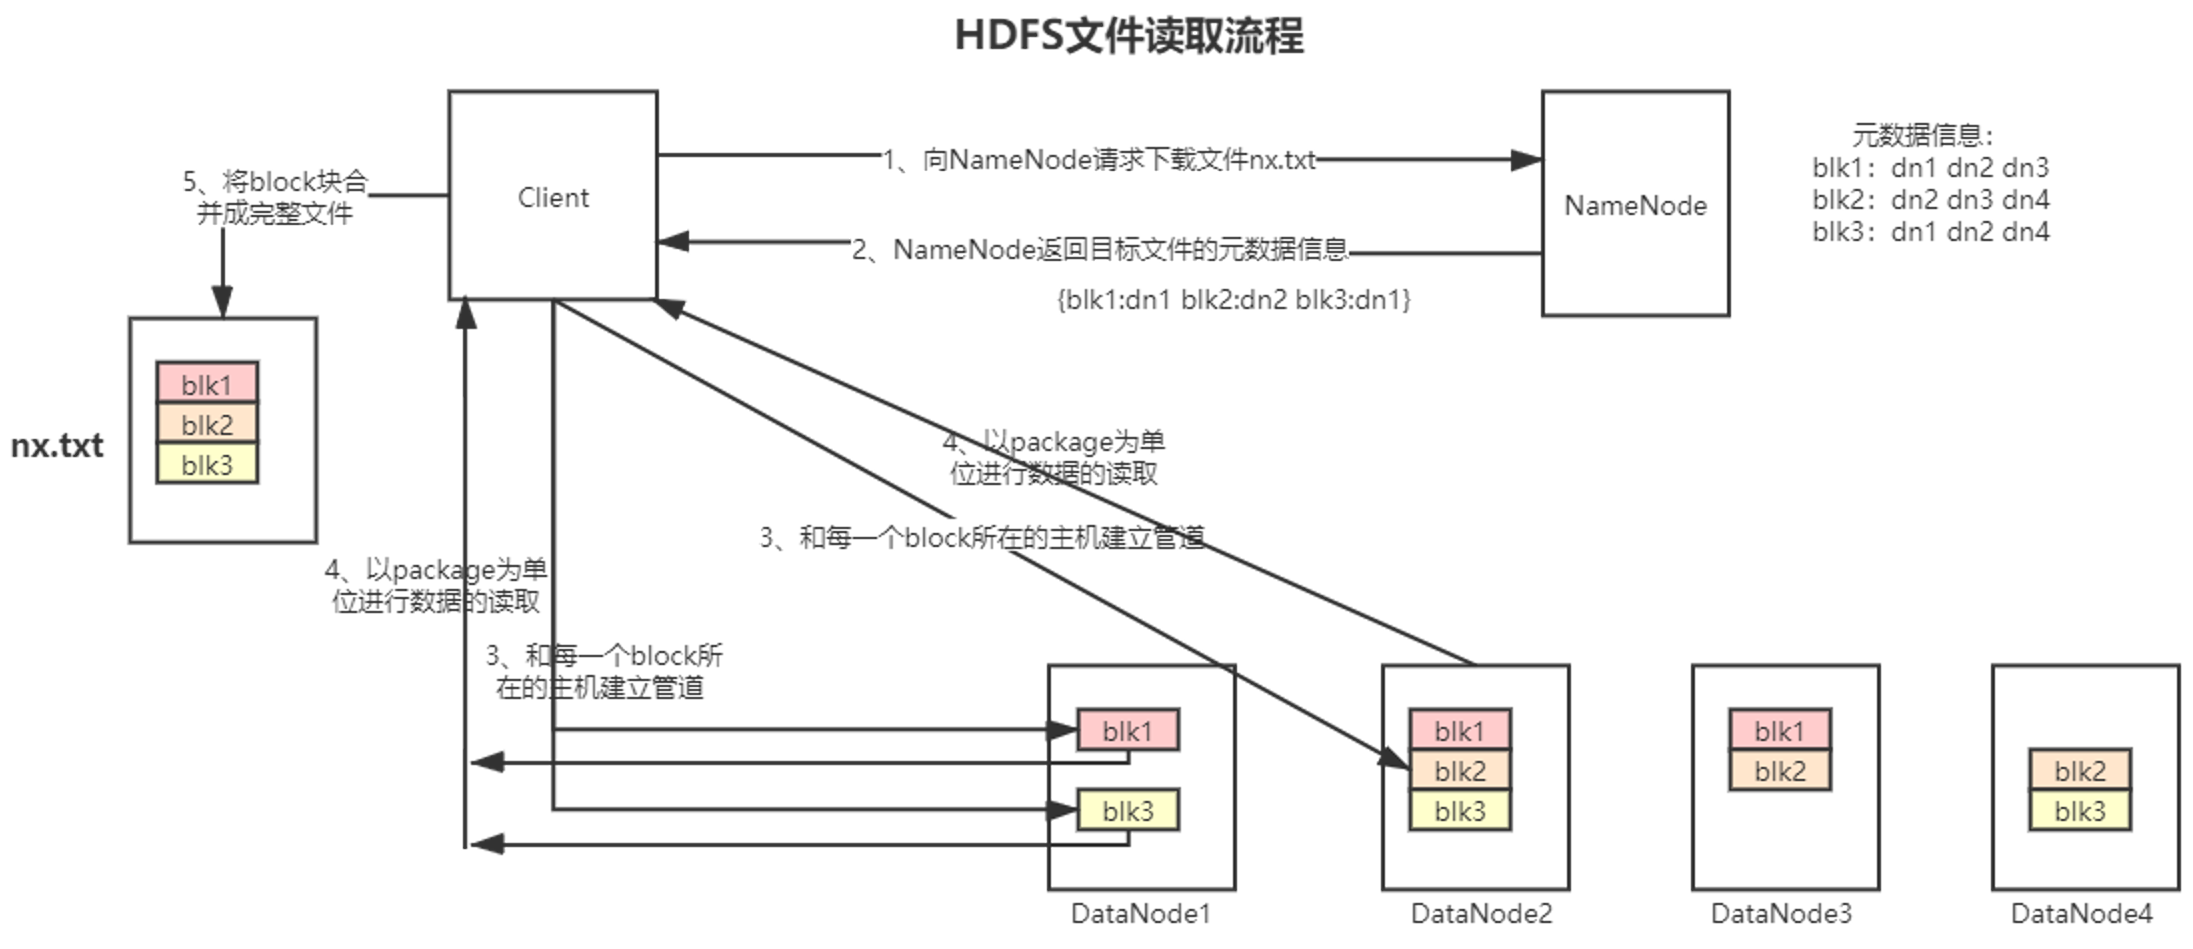 HDFS文件读取流程
Client
1、向NameNode请求下载文件nx.txt
NameNode
元数据信息：
blk1：dn1 dn2 dn3
blk2：dn2 dn3 dn4
blk3：dn1 dn2 dn4
5、将block块合
并成完整文件
2、NameNode返回目标文件的元数据信息
{blk1:dn1 blk2:dn2 blk3:dn1}
nx.txt
blk1
blk2
blk3
4、以package为单
位进行数据的读取
3、和每一个block所在的主机建立管道
4、以package为单
位进行数据的读取
3、和每一个block所
在的主机建立管道
blk1
blk3
DataNode1
blk1
blk2
blk3
DataNode2
blk1
blk2
DataNode3
blk2
blk3
DataNode4